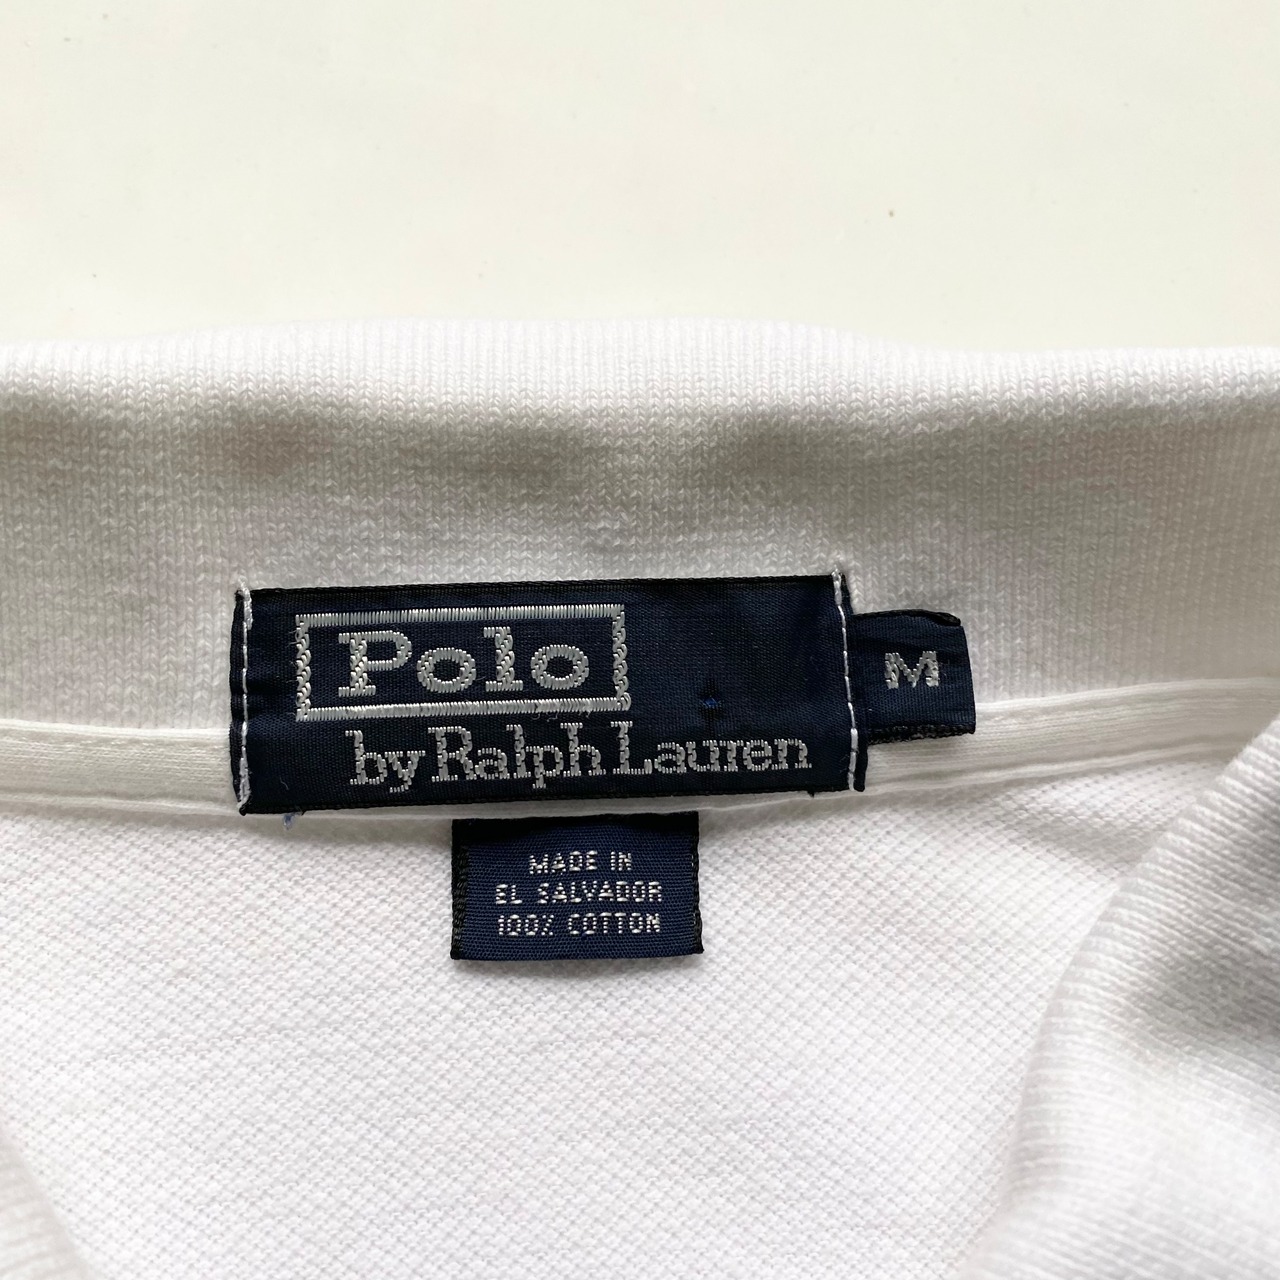 Polo
by Ralph Lauren
M
MADE IN
EL SALVADOR
100% COTTON